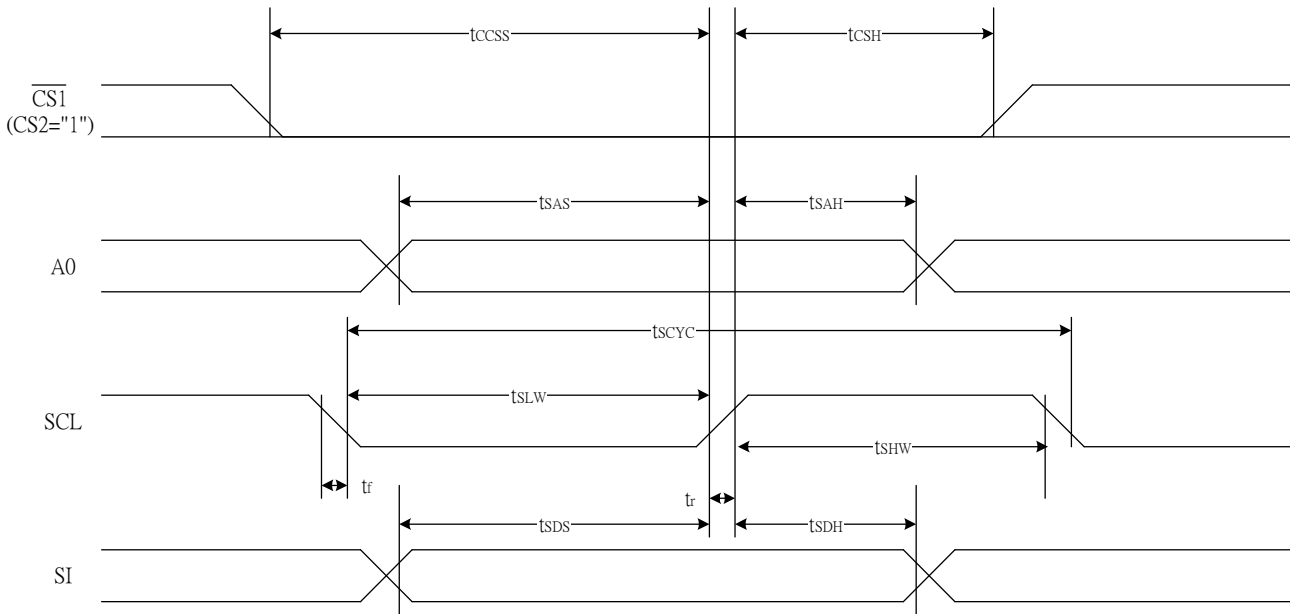 tCCSS
tCSH
CS1
(CS2="1")
tSAS
tSAH
A0
tSCYC
tSLW
SCL
tSHW
tf
tr
tSDS
tSDH
SI